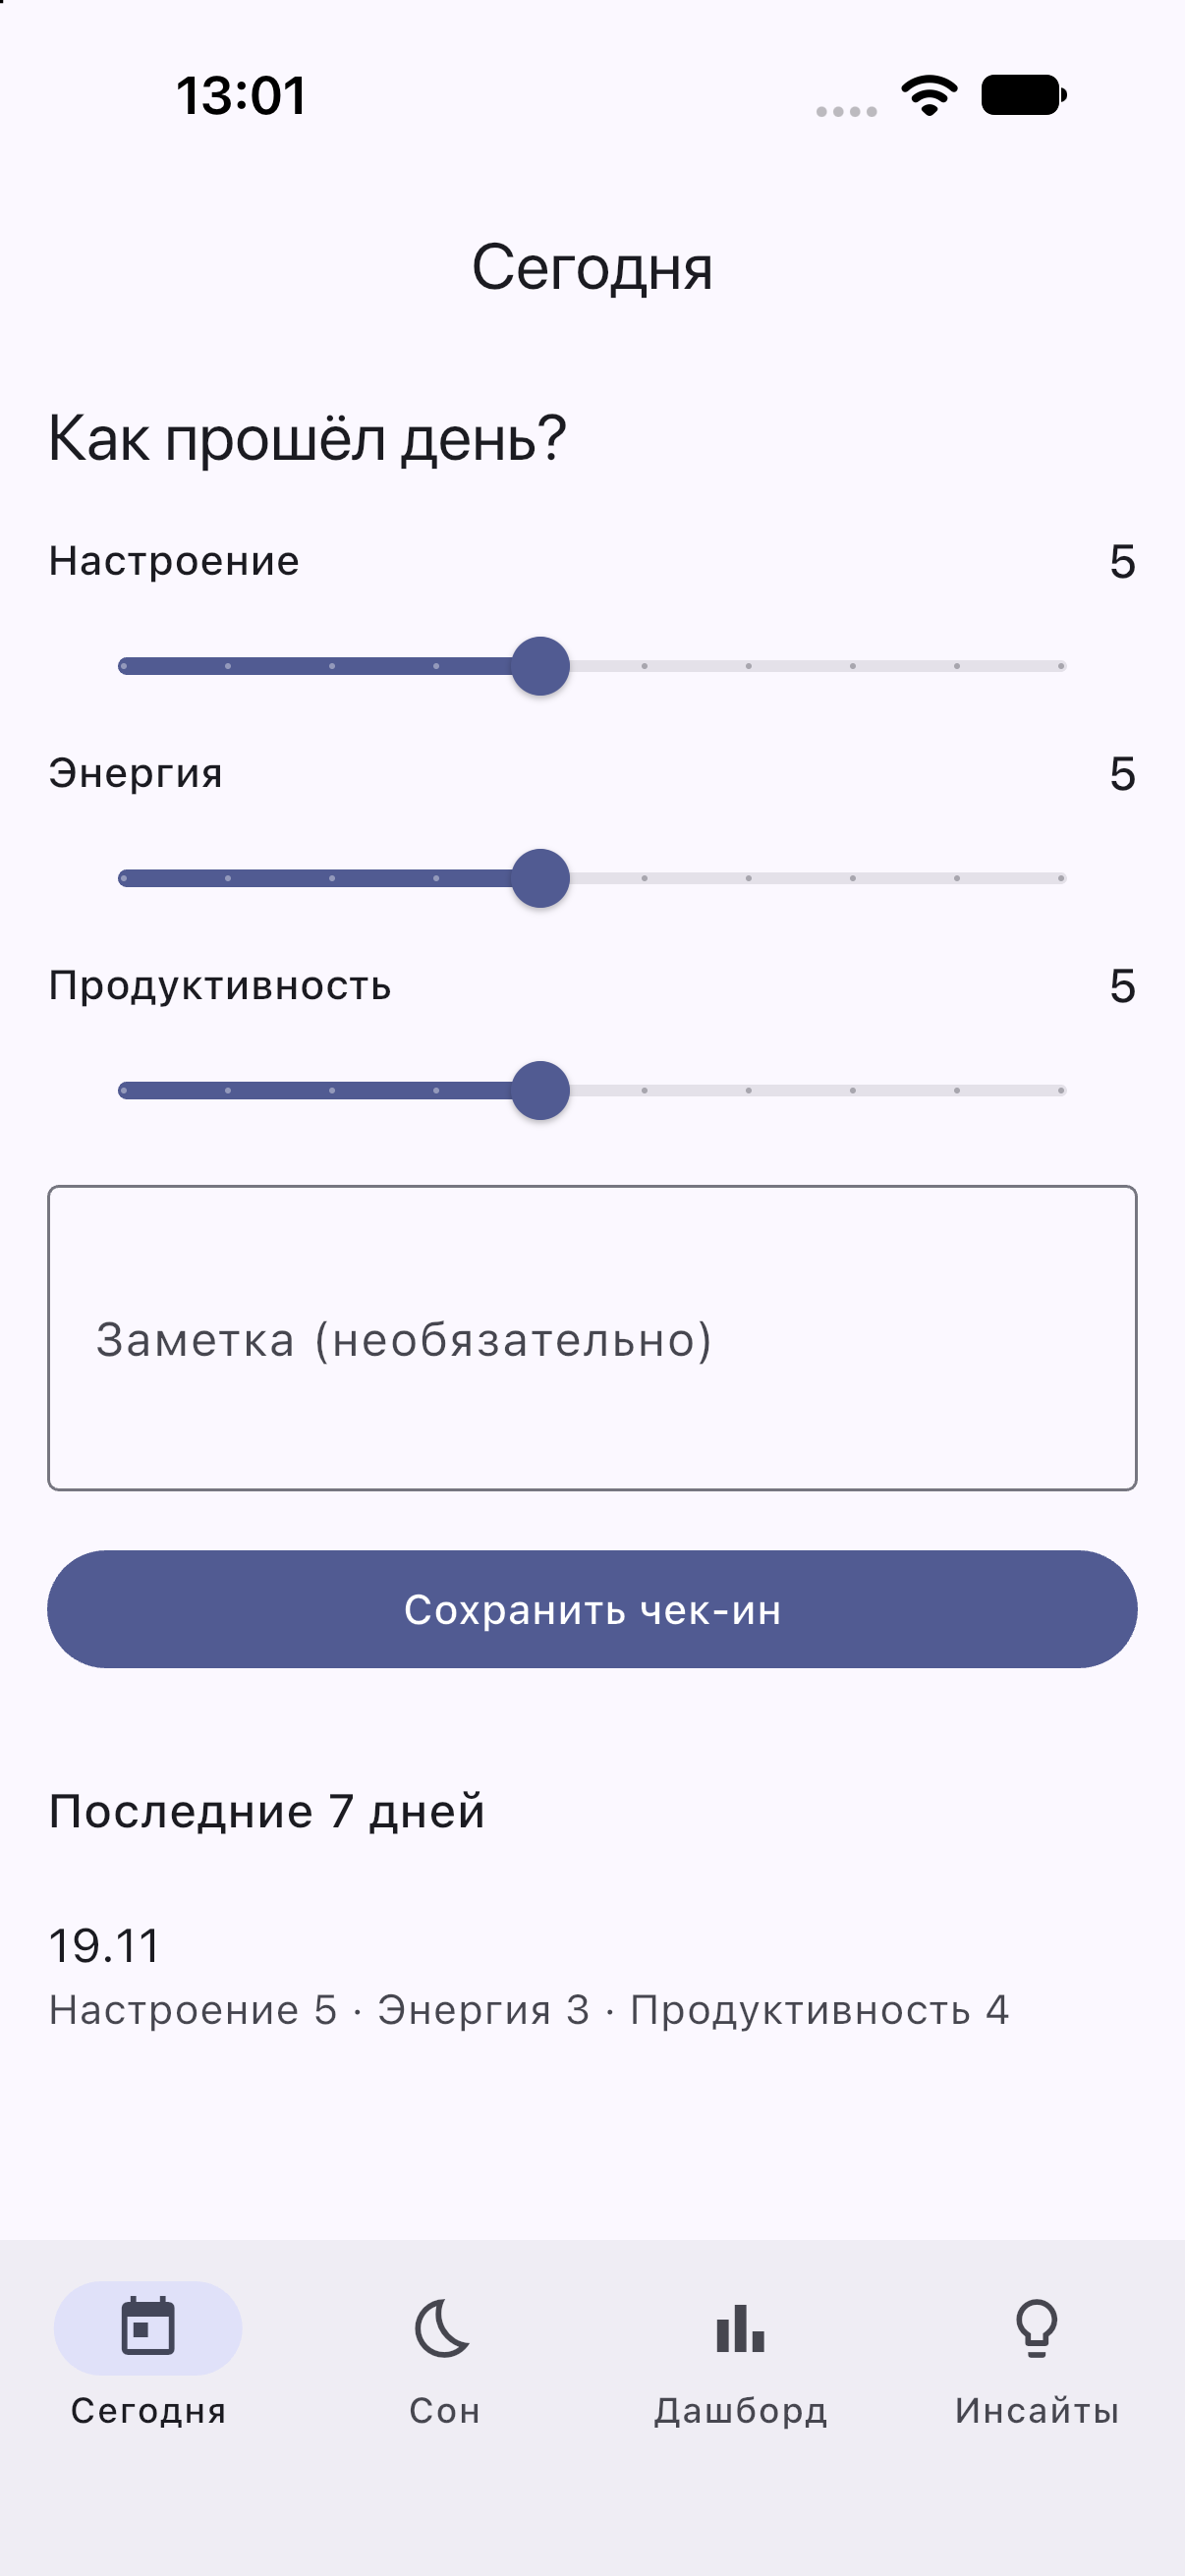 13:01
Сегодня
Как прошёл день?
Настроение 5
Энергия 5
Продуктивность 5
Заметка (необязательно)
Сохранить чек-ин
Последние 7 дней
19.11
Настроение 5 · Энергия 3 · Продуктивность 4
Сегодня Сон Дашборд Инсайты